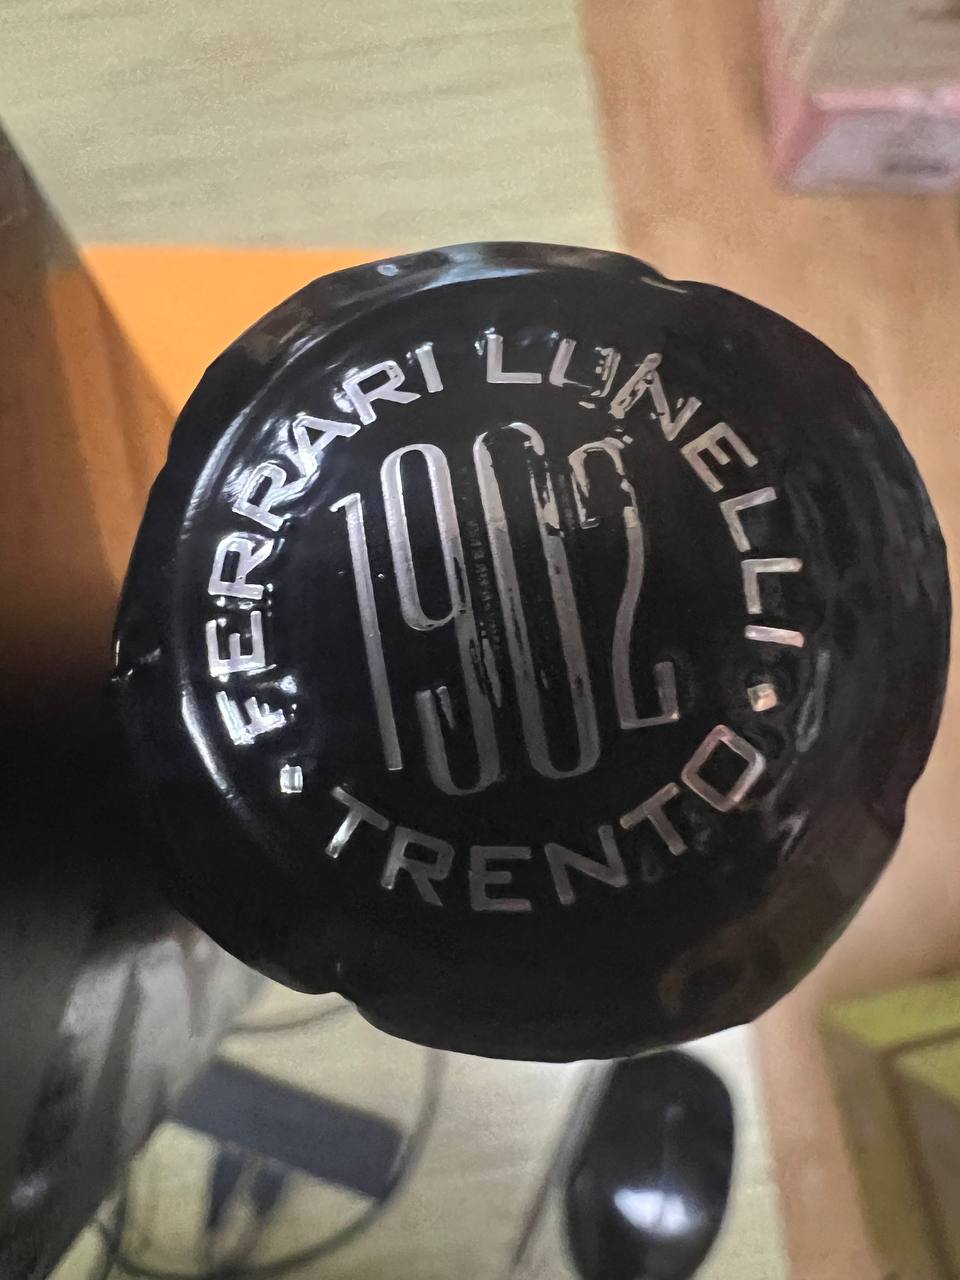 FERRARI LUNELLI
1902
TRENTO